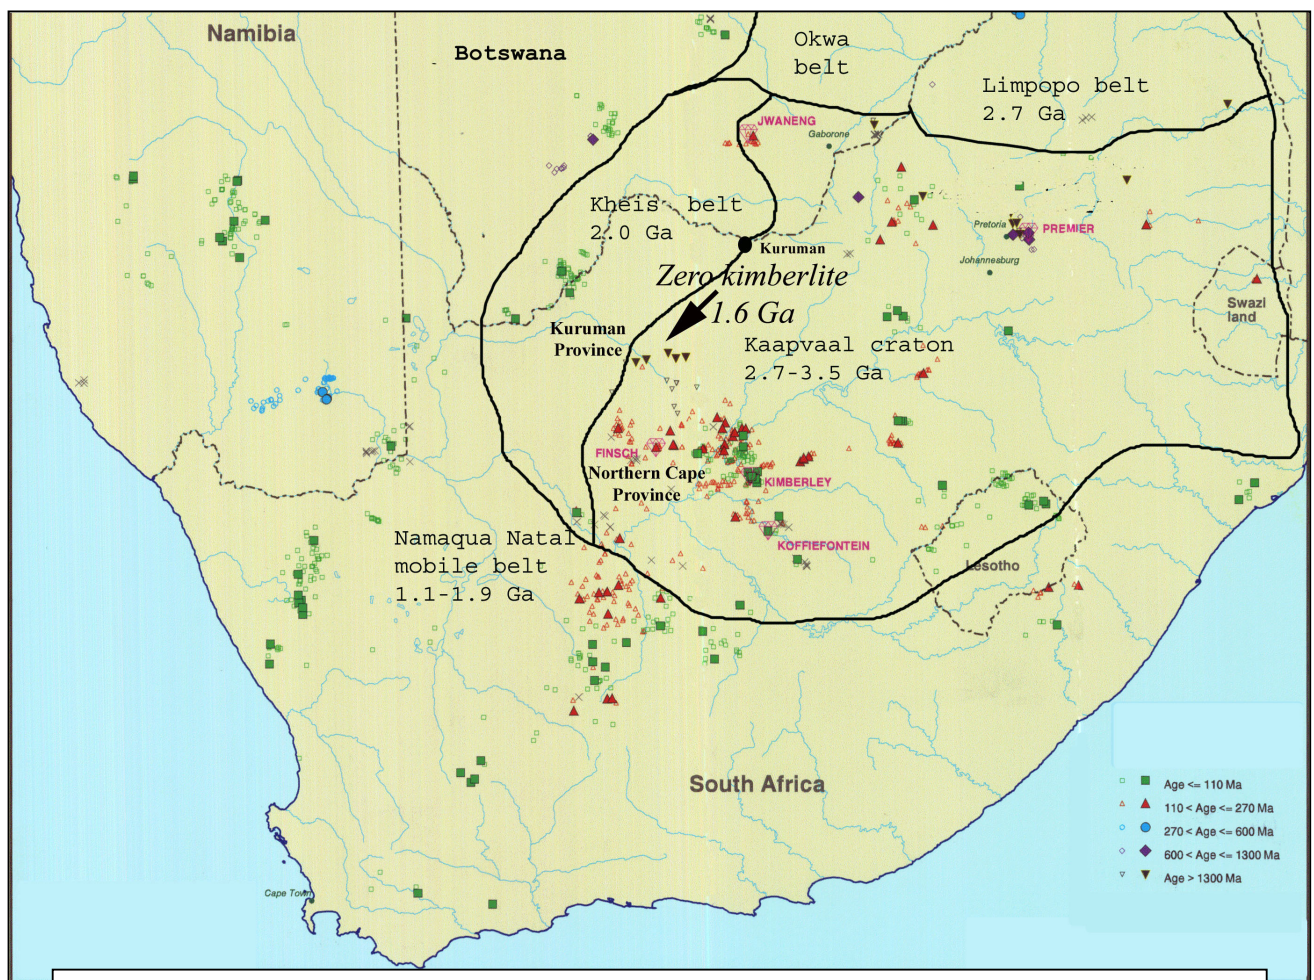 Namibia
Botswana
Okwa
belt
Limpopo belt
2.7 Ga
JWANENG
Gaborone
Kheis belt
2.0 Ga
Kuruman
Pretoria
PREMIER
Johannesburg
Zero kimberlite
1.6 Ga
Swazi
land
Kuruman
Province
Kaapvaal craton
2.7-3.5 Ga
FINSCH
Northern Cape
Province
KIMBERLEY
Namaqua Natal
mobile belt
1.1-1.9 Ga
KOFFIEFONTEIN
Lesotho
South Africa
Age <= 110 Ma
110 < Age <= 270 Ma
270 < Age <= 600 Ma
600 < Age <= 1300 Ma
Age > 1300 Ma
Cape Town